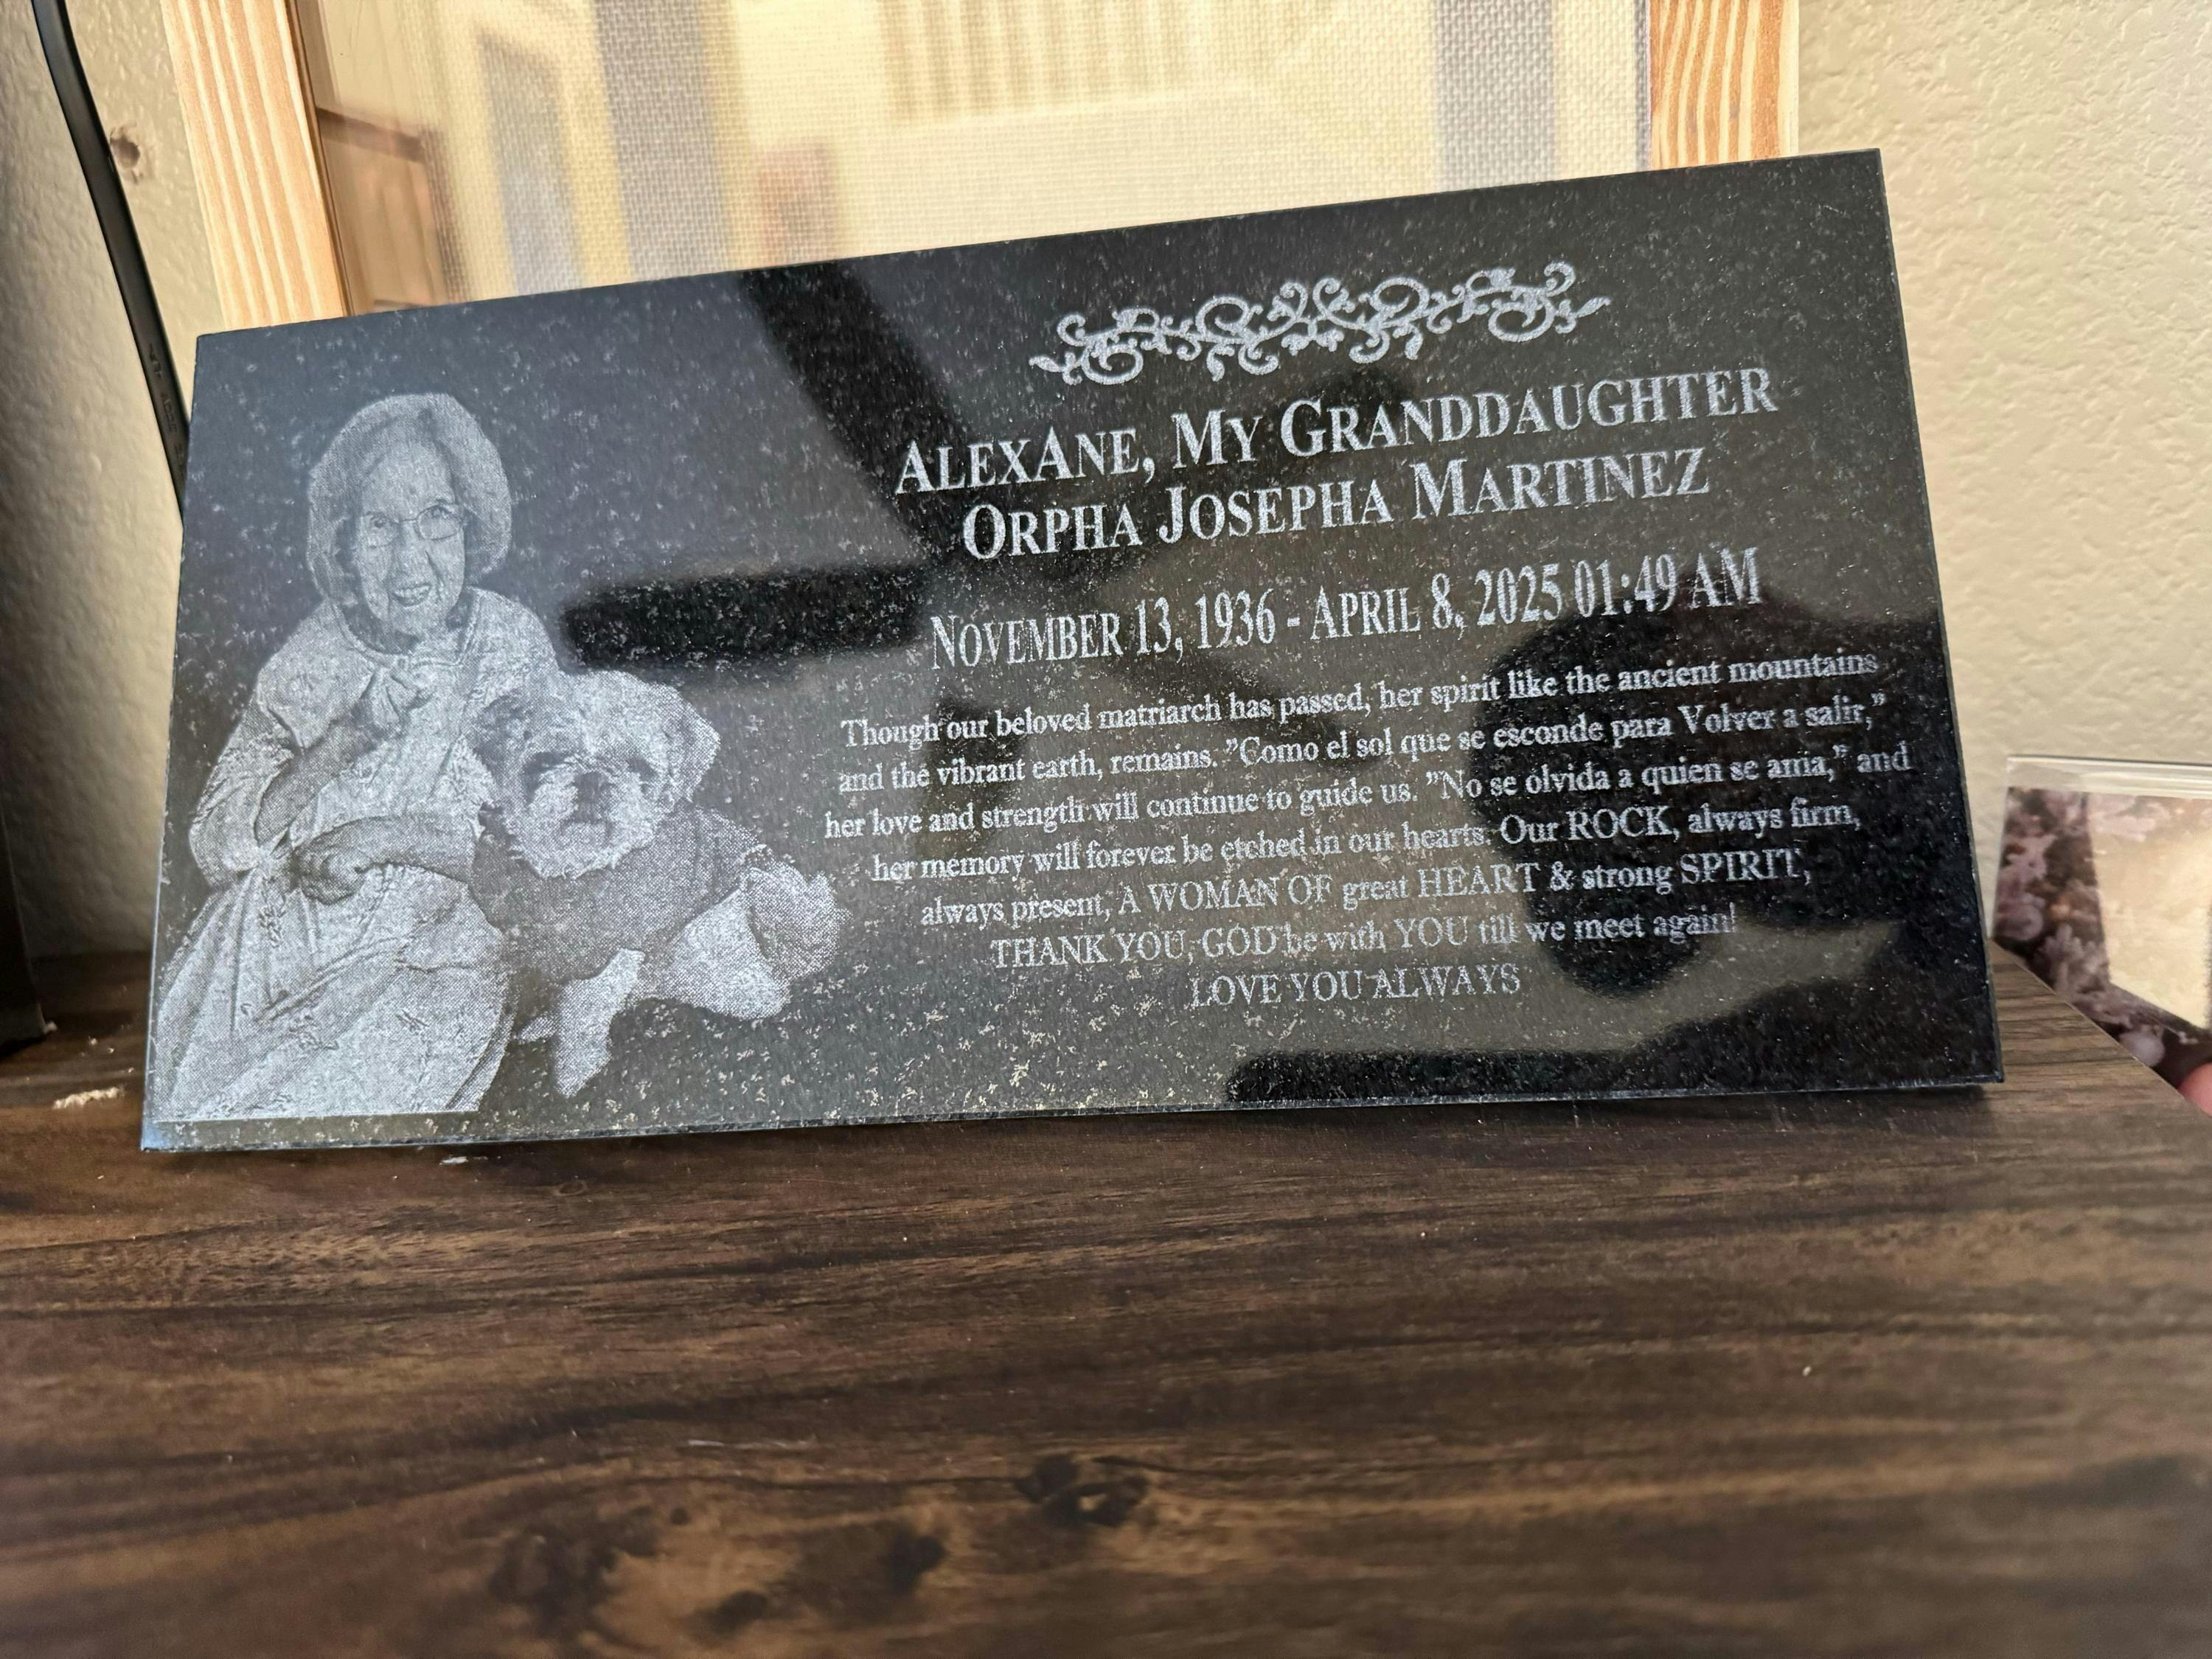 ALEXANE, MY GRANDDAUGHTER
ORPHA JOSEPHA MARTINEZ
NOVEMBER 13, 1936 - APRIL 8, 2025 01:49 AM
Though our beloved matriarch has passed, her spirit like the ancient mountains
and the vibrant earth, remains. "Como el sol que se esconde para Volver a salir,"
her love and strength will continue to guide us. "No se olvida a quien se ama," and
her memory will forever be etched in our hearts. Our ROCK, always firm,
always present, A WOMAN OF great HEART & strong SPIRIT,
THANK YOU, GOD be with YOU till we meet again!
LOVE YOU ALWAYS